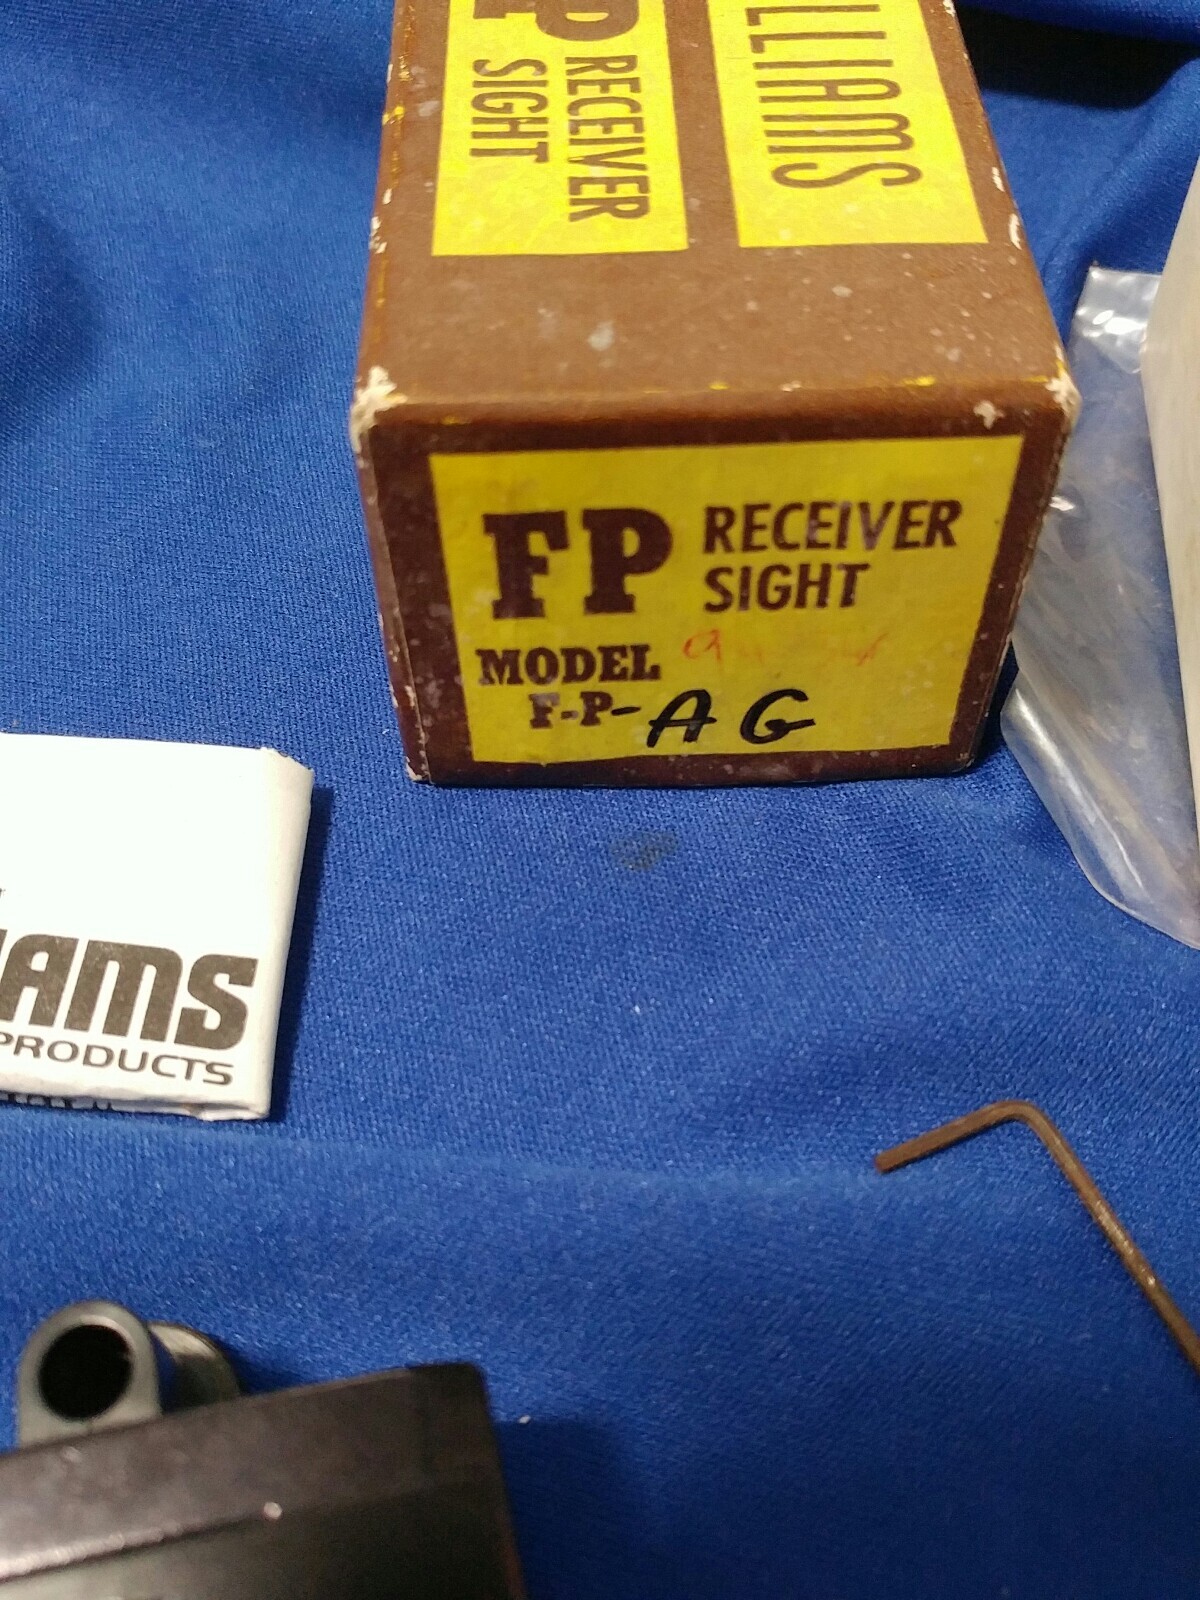 LLIAMS
P RECEIVER
SIGHT
FP RECEIVER
SIGHT
MODEL
F-P-AG
IAMS
PRODUCTS